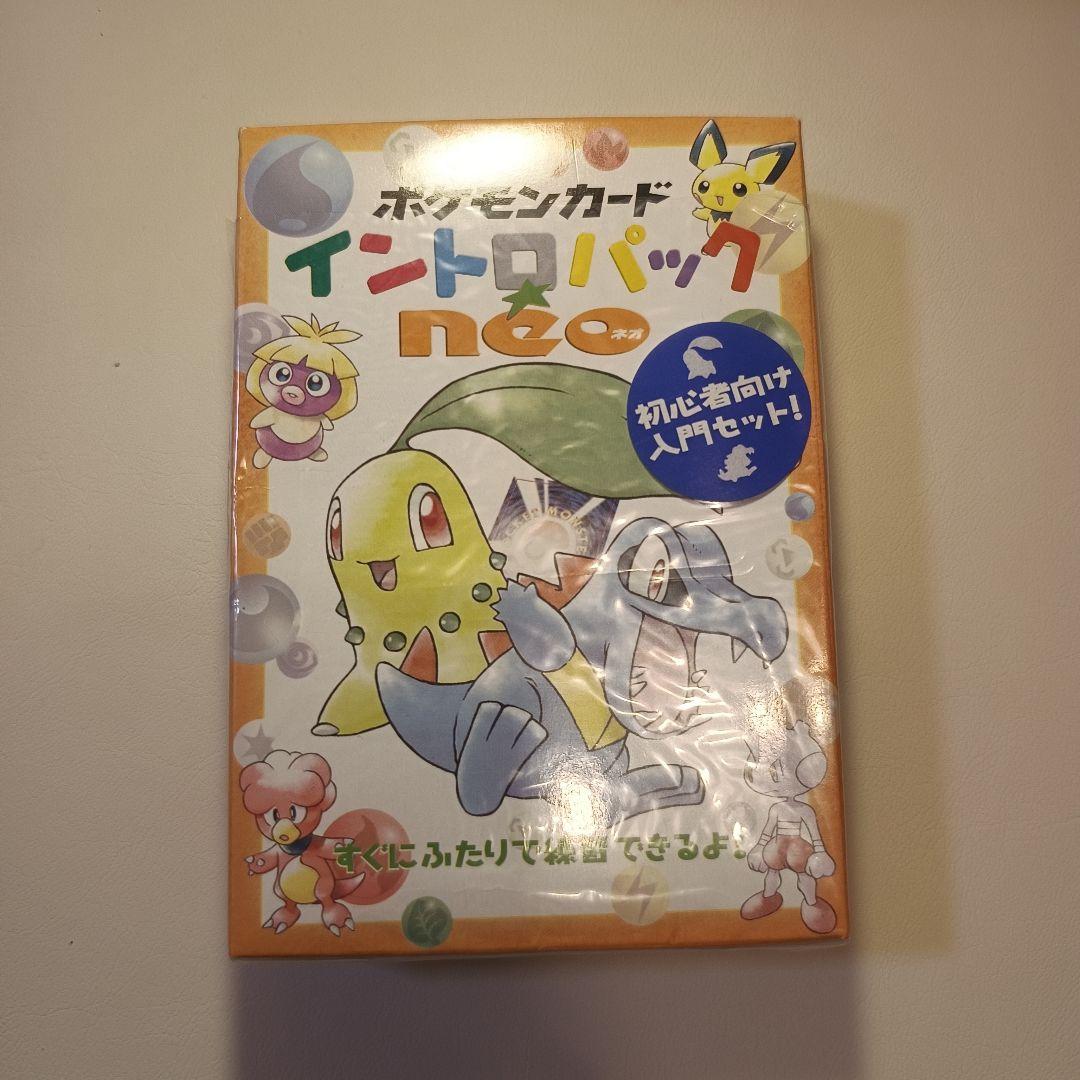 ポケモンカード
イントロパック
neo
ネオ
初心者向け
入門セット!
すぐにふたりで練習できるよ!